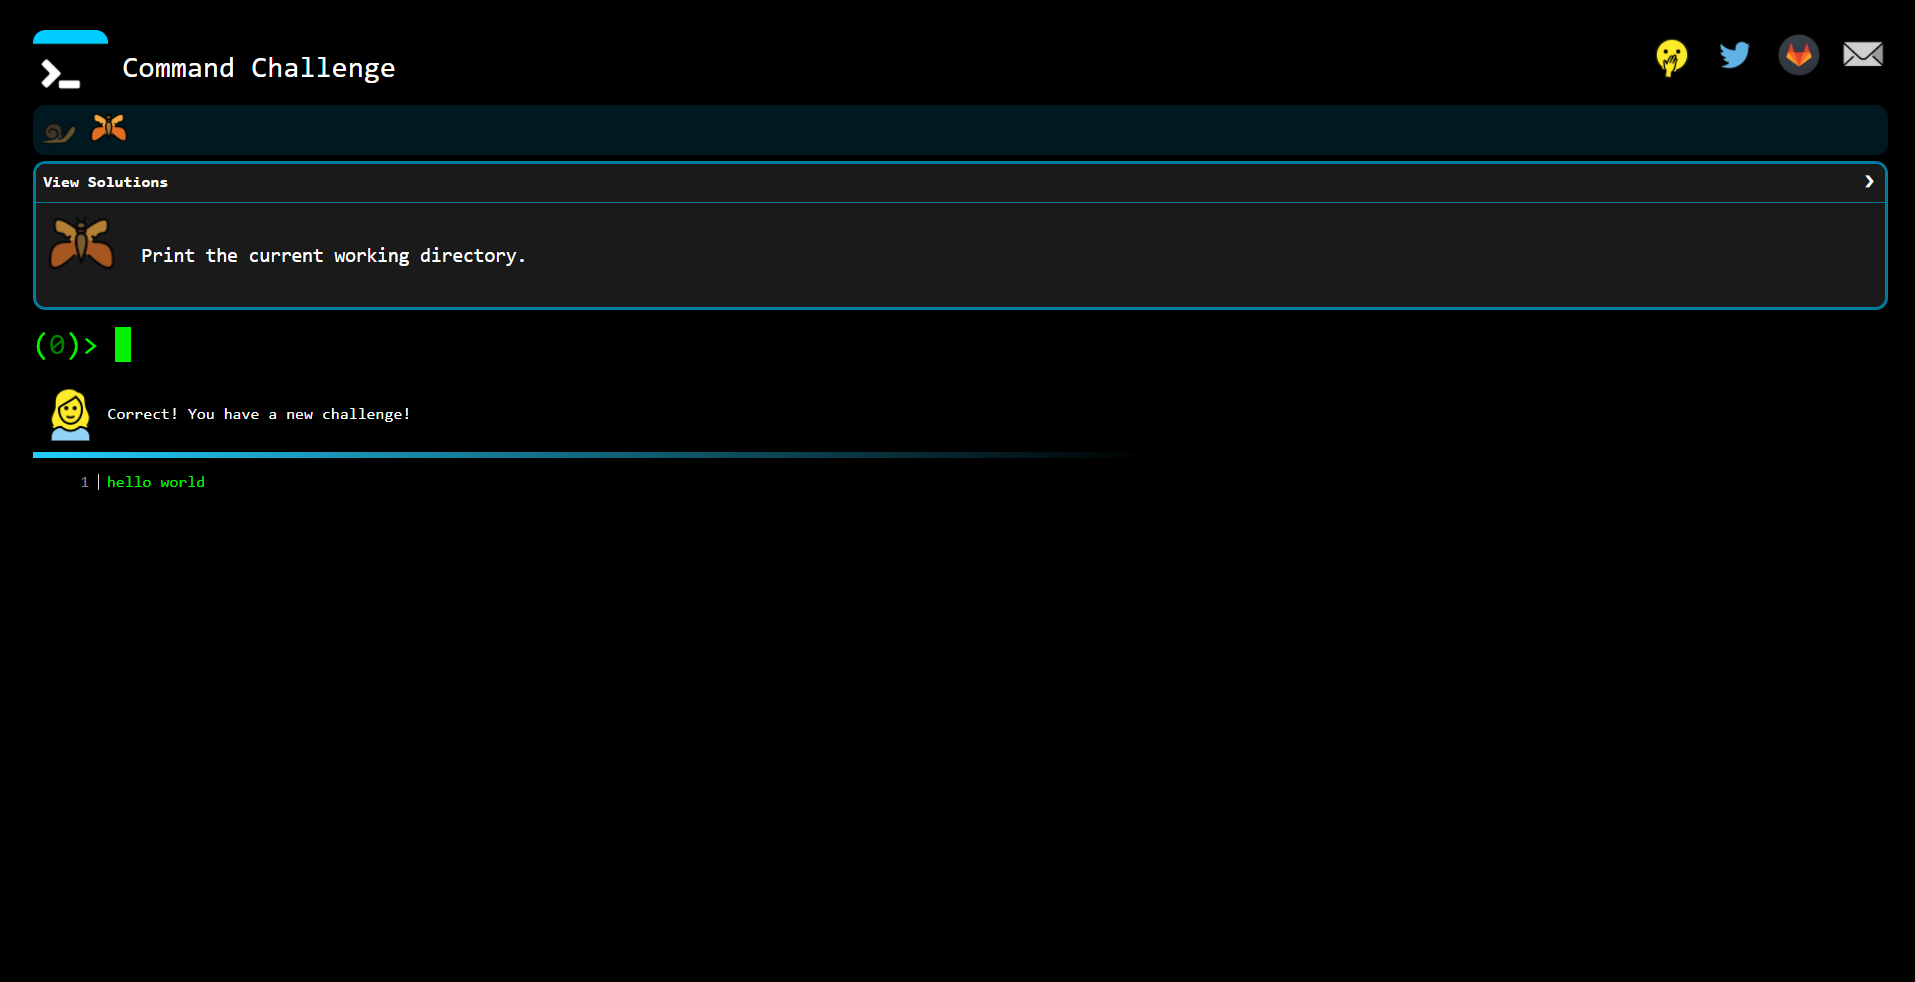 Command Challenge
View Solutions
Print the current working directory.
(0)>
Correct! You have a new challenge!
1
hello world